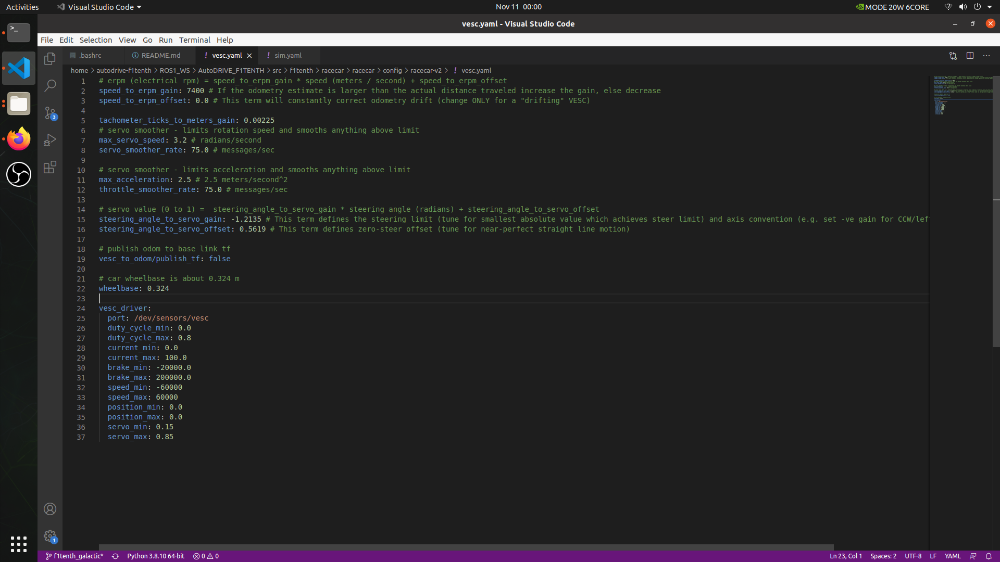 Activities Visual Studio Code Nov 11 00:00 MODE 20W 6CORE
vesc.yaml - Visual Studio Code
File Edit Selection View Go Run Terminal Help
.bashrc README.md ! vesc.yaml ! sim.yaml
home > autodrive-f1tenth > ROS1_WS > AutoDRIVE_F1TENTH > src > f1tenth > racecar > racecar > config > racecar-v2 > ! vesc.yaml
1 # erpm (electrical rpm) = speed_to_erpm_gain * speed (meters / second) + speed_to_erpm_offset
2 speed_to_erpm_gain: 7400 # If the odometry estimate is larger than the actual distance traveled increase the gain, else decrease
3 speed_to_erpm_offset: 0.0 # This term will constantly correct odometry drift (change ONLY for a "drifting" VESC)
4
5 tachometer_ticks_to_meters_gain: 0.00225
6 # servo smoother - limits rotation speed and smooths anything above limit
7 max_servo_speed: 3.2 # radians/second
8 servo_smoother_rate: 75.0 # messages/sec
9
10 # servo smoother - limits acceleration and smooths anything above limit
11 max_acceleration: 2.5 # 2.5 meters/second^2
12 throttle_smoother_rate: 75.0 # messages/sec
13
14 # servo value (0 to 1) =  steering_angle_to_servo_gain * steering angle (radians) + steering_angle_to_servo_offset
15 steering_angle_to_servo_gain: -1.2135 # This term defines the steering limit (tune for smallest absolute value which achieves steer limit) and axis convention (e.g. set -ve gain for CCW/left
16 steering_angle_to_servo_offset: 0.5619 # This term defines zero-steer offset (tune for near-perfect straight line motion)
17
18 # publish odom to base link tf
19 vesc_to_odom/publish_tf: false
20
21 # car wheelbase is about 0.324 m
22 wheelbase: 0.324
23
24 vesc_driver:
25 port: /dev/sensors/vesc
26 duty_cycle_min: 0.0
27 duty_cycle_max: 0.8
28 current_min: 0.0
29 current_max: 100.0
30 brake_min: -20000.0
31 brake_max: 200000.0
32 speed_min: -60000
33 speed_max: 60000
34 position_min: 0.0
35 position_max: 0.0
36 servo_min: 0.15
37 servo_max: 0.85
3
1
f1tenth_galactic* Python 3.8.10 64-bit 0 0 Ln 23, Col 1 Spaces: 2 UTF-8 LF YAML